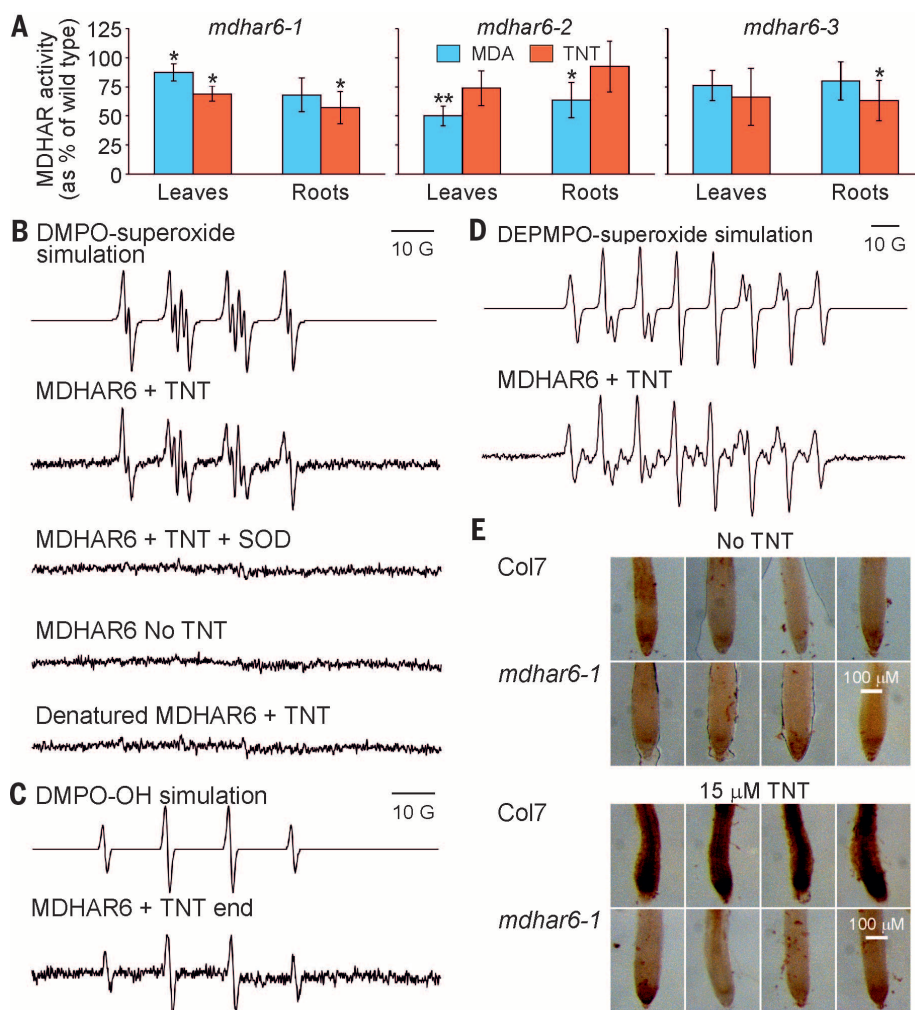 A
mdhar6-1
mdhar6-2
mdhar6-3
MDHAR activity
(as % of wild type)
125
100
75
50
25
0
* * *
** *
*
MDA TNT
Leaves Roots
Leaves Roots
Leaves Roots
B
DMPO-superoxide
simulation
10 G
MDHAR6 + TNT
MDHAR6 + TNT + SOD
MDHAR6 No TNT
Denatured MDHAR6 + TNT
C
DMPO-OH simulation
10 G
MDHAR6 + TNT end
D
DEPMPO-superoxide simulation
10 G
MDHAR6 + TNT
E
No TNT
Col7
mdhar6-1
100 μM
15 μM TNT
Col7
mdhar6-1
100 μM